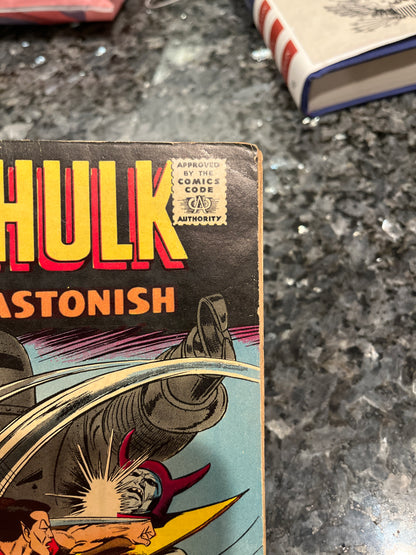 HULK
APPROVED
BY THE
COMICS
CODE
CA
AUTHORITY
ASTONISH